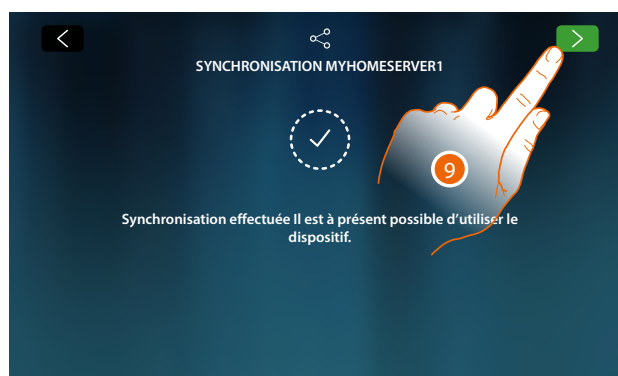 SYNCHRONISATION MYHOMESERVER1
9
Synchronisation effectuée Il est à présent possible d'utiliser le
dispositif.